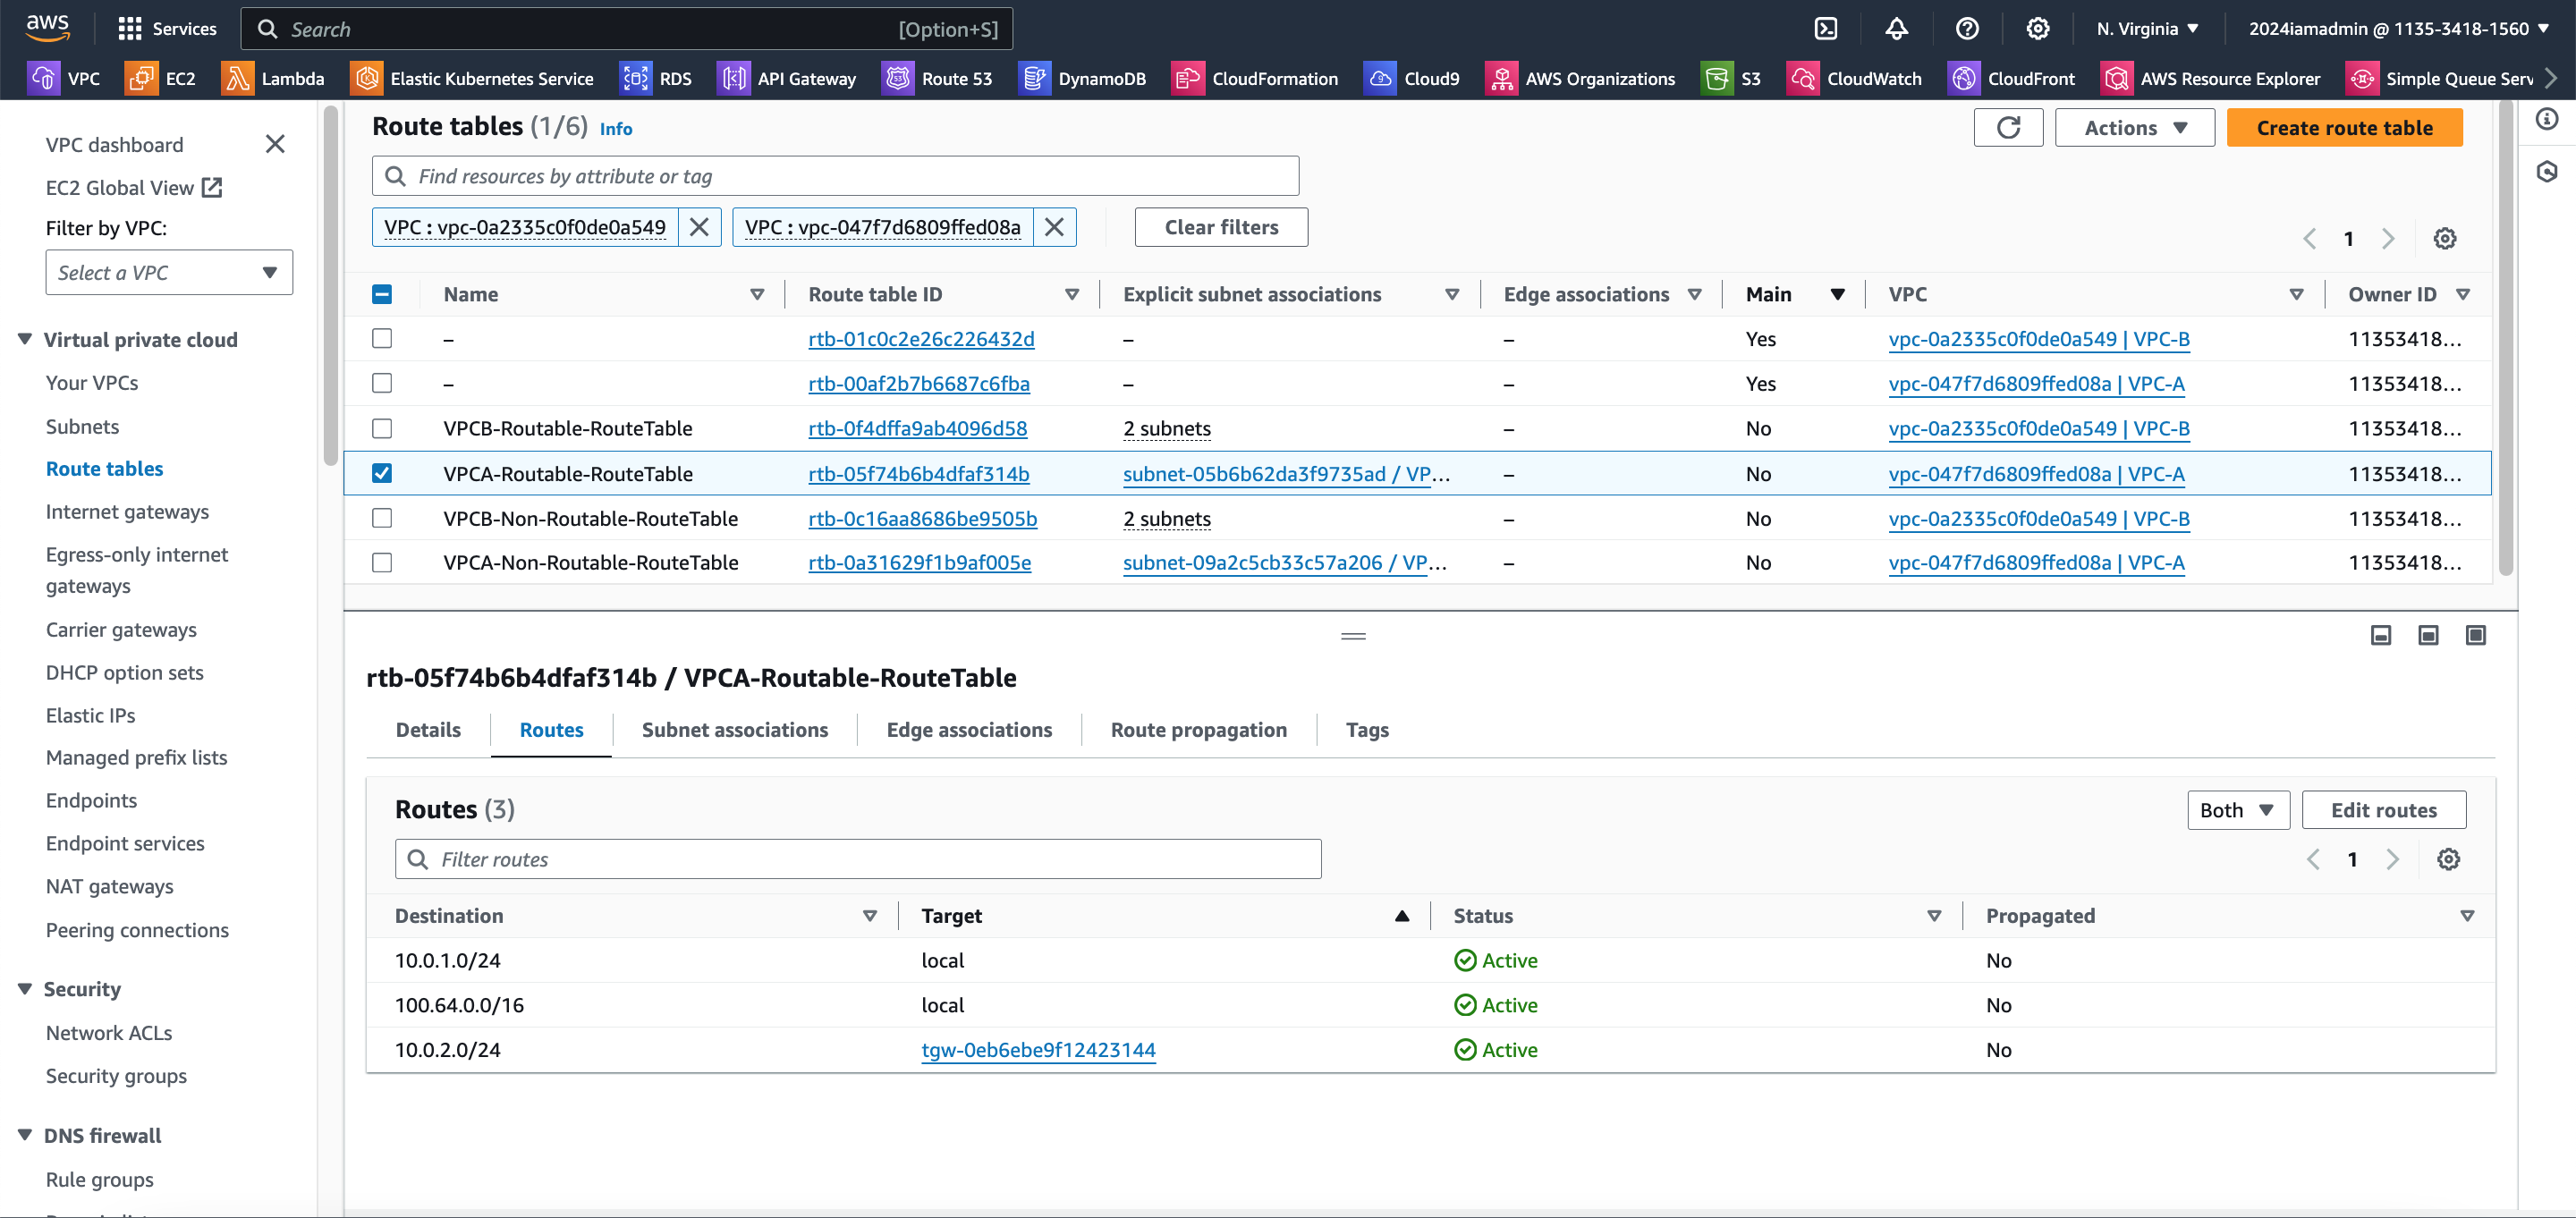 aws Services Search [Option+S] N. Virginia 2024iamadmin @ 1135-3418-1560
VPC EC2 Lambda Elastic Kubernetes Service RDS API Gateway Route 53 DynamoDB CloudFormation Cloud9 AWS Organizations S3 CloudWatch CloudFront AWS Resource Explorer Simple Queue Serv
VPC dashboard
EC2 Global View
Filter by VPC:
Select a VPC
Virtual private cloud
Your VPCs
Subnets
Route tables
Internet gateways
Egress-only internet
gateways
Carrier gateways
DHCP option sets
Elastic IPs
Managed prefix lists
Endpoints
Endpoint services
NAT gateways
Peering connections
Security
Network ACLs
Security groups
DNS firewall
Rule groups
Route tables (1/6) Info
Actions Create route table
Find resources by attribute or tag
VPC : vpc-0a2335c0f0de0a549 VPC : vpc-047f7d6809ffed08a Clear filters
1
Name Route table ID Explicit subnet associations Edge associations Main VPC Owner ID
– rtb-01c0c2e26c226432d – – Yes vpc-0a2335c0f0de0a549 | VPC-B 11353418…
– rtb-00af2b7b6687c6fba – – Yes vpc-047f7d6809ffed08a | VPC-A 11353418…
VPCB-Routable-RouteTable rtb-0f4dffa9ab4096d58 2 subnets – No vpc-0a2335c0f0de0a549 | VPC-B 11353418…
VPCA-Routable-RouteTable rtb-05f74b6b4dfaf314b subnet-05b6b62da3f9735ad / VP… – No vpc-047f7d6809ffed08a | VPC-A 11353418…
VPCB-Non-Routable-RouteTable rtb-0c16aa8686be9505b 2 subnets – No vpc-0a2335c0f0de0a549 | VPC-B 11353418…
VPCA-Non-Routable-RouteTable rtb-0a31629f1b9af005e subnet-09a2c5cb33c57a206 / VP… – No vpc-047f7d6809ffed08a | VPC-A 11353418…
rtb-05f74b6b4dfaf314b / VPCA-Routable-RouteTable
Details Routes Subnet associations Edge associations Route propagation Tags
Routes (3)
Both Edit routes
Filter routes
1
Destination Target Status Propagated
10.0.1.0/24 local Active No
100.64.0.0/16 local Active No
10.0.2.0/24 tgw-0eb6ebe9f12423144 Active No